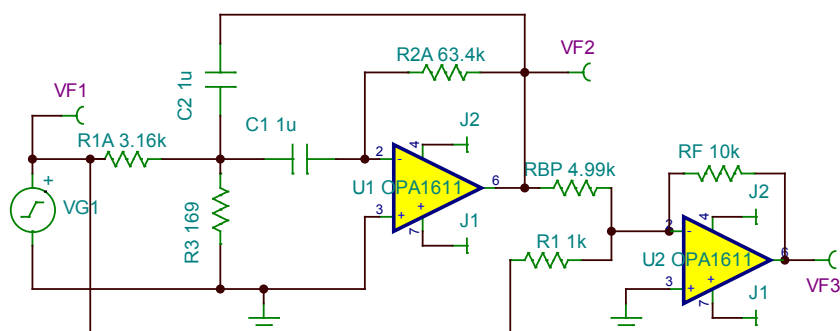 R2A 63.4k
VF2
C2 1u
VF1
C1 1u
J2
R1A 3.16k
2
4
-
+
U1 OPA1611
6
RBP 4.99k
RF 10k
+
VG1
R3 169
3
+
7
J1
J2
2
4
-
+
R1 1k
U2 OPA1611
6
3
+
7
J1
VF3